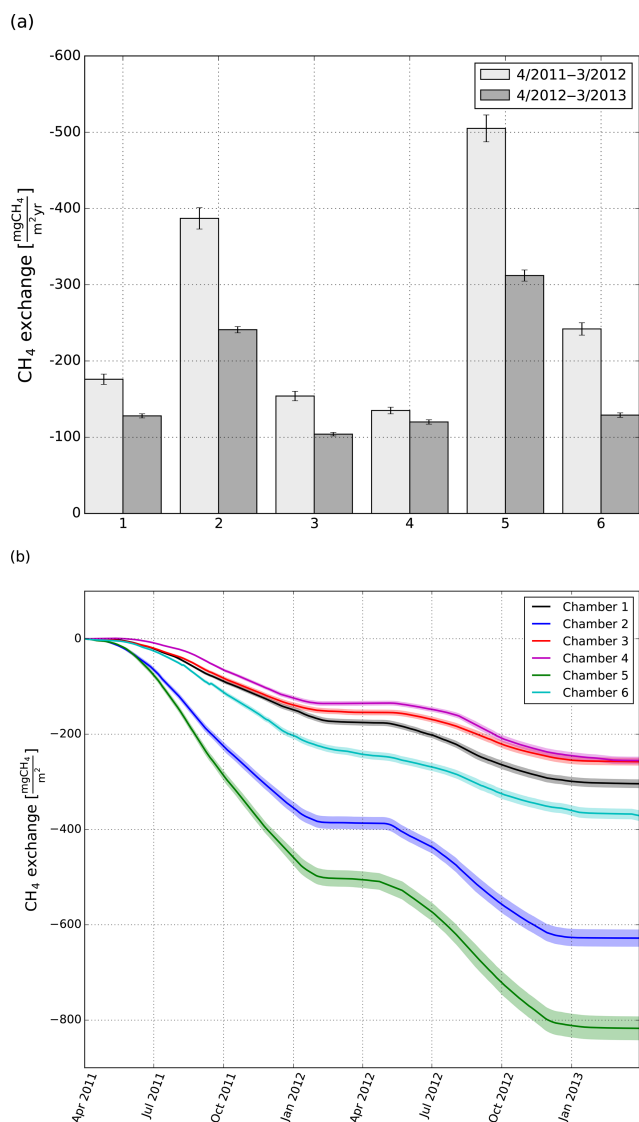 (a)
-600
-500
-400
-300
-200
-100
0
CH₄ exchange [mgCH₄/m²yr]
4/2011–3/2012
4/2012–3/2013
1 2 3 4 5 6
(b)
0
−200
−400
−600
−800
CH₄ exchange [mgCH₄/m²]
Chamber 1
Chamber 2
Chamber 3
Chamber 4
Chamber 5
Chamber 6
Apr 2011
Jul 2011
Oct 2011
Jan 2012
Apr 2012
Jul 2012
Oct 2012
Jan 2013